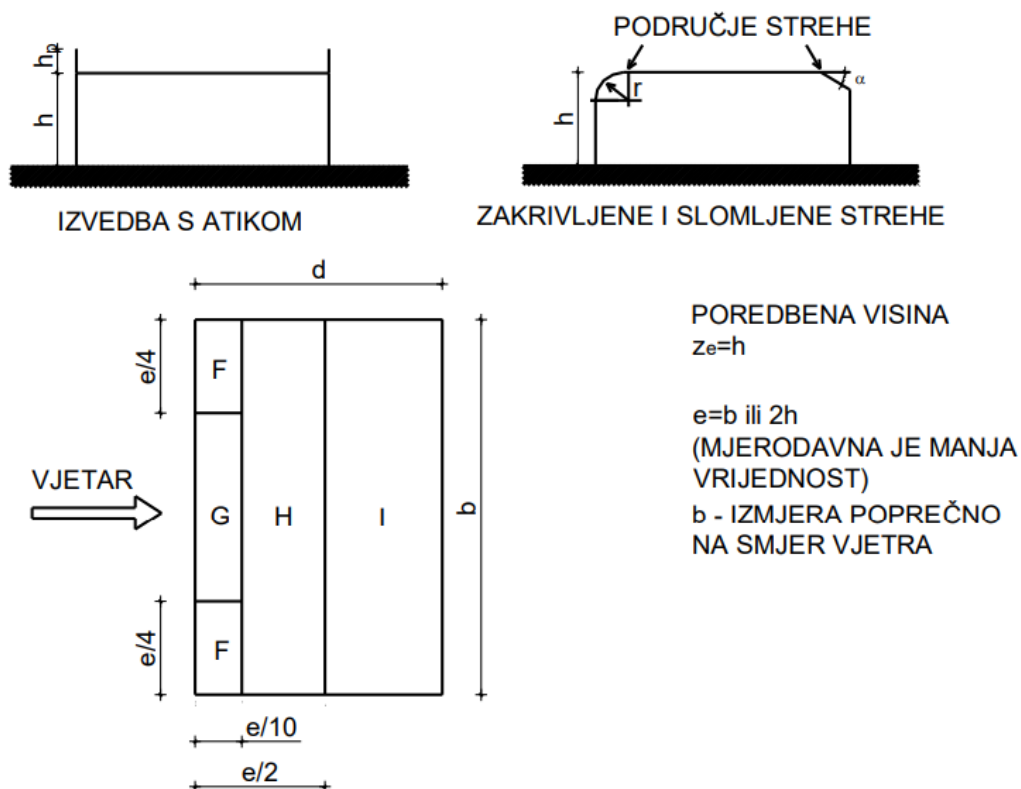 PODRUČJE STREHE
hp
h
h
r
α
IZVEDBA S ATIKOM
ZAKRIVLJENE I SLOMLJENE STREHE
d
POREDBENA VISINA
ze=h
e=b ili 2h
(MJERODAVNA JE MANJA
VRIJEDNOST)
b - IZMJERA POPREČNO
NA SMJER VJETRA
VJETAR
e/4
e/4
F
G
H
I
F
b
e/10
e/2